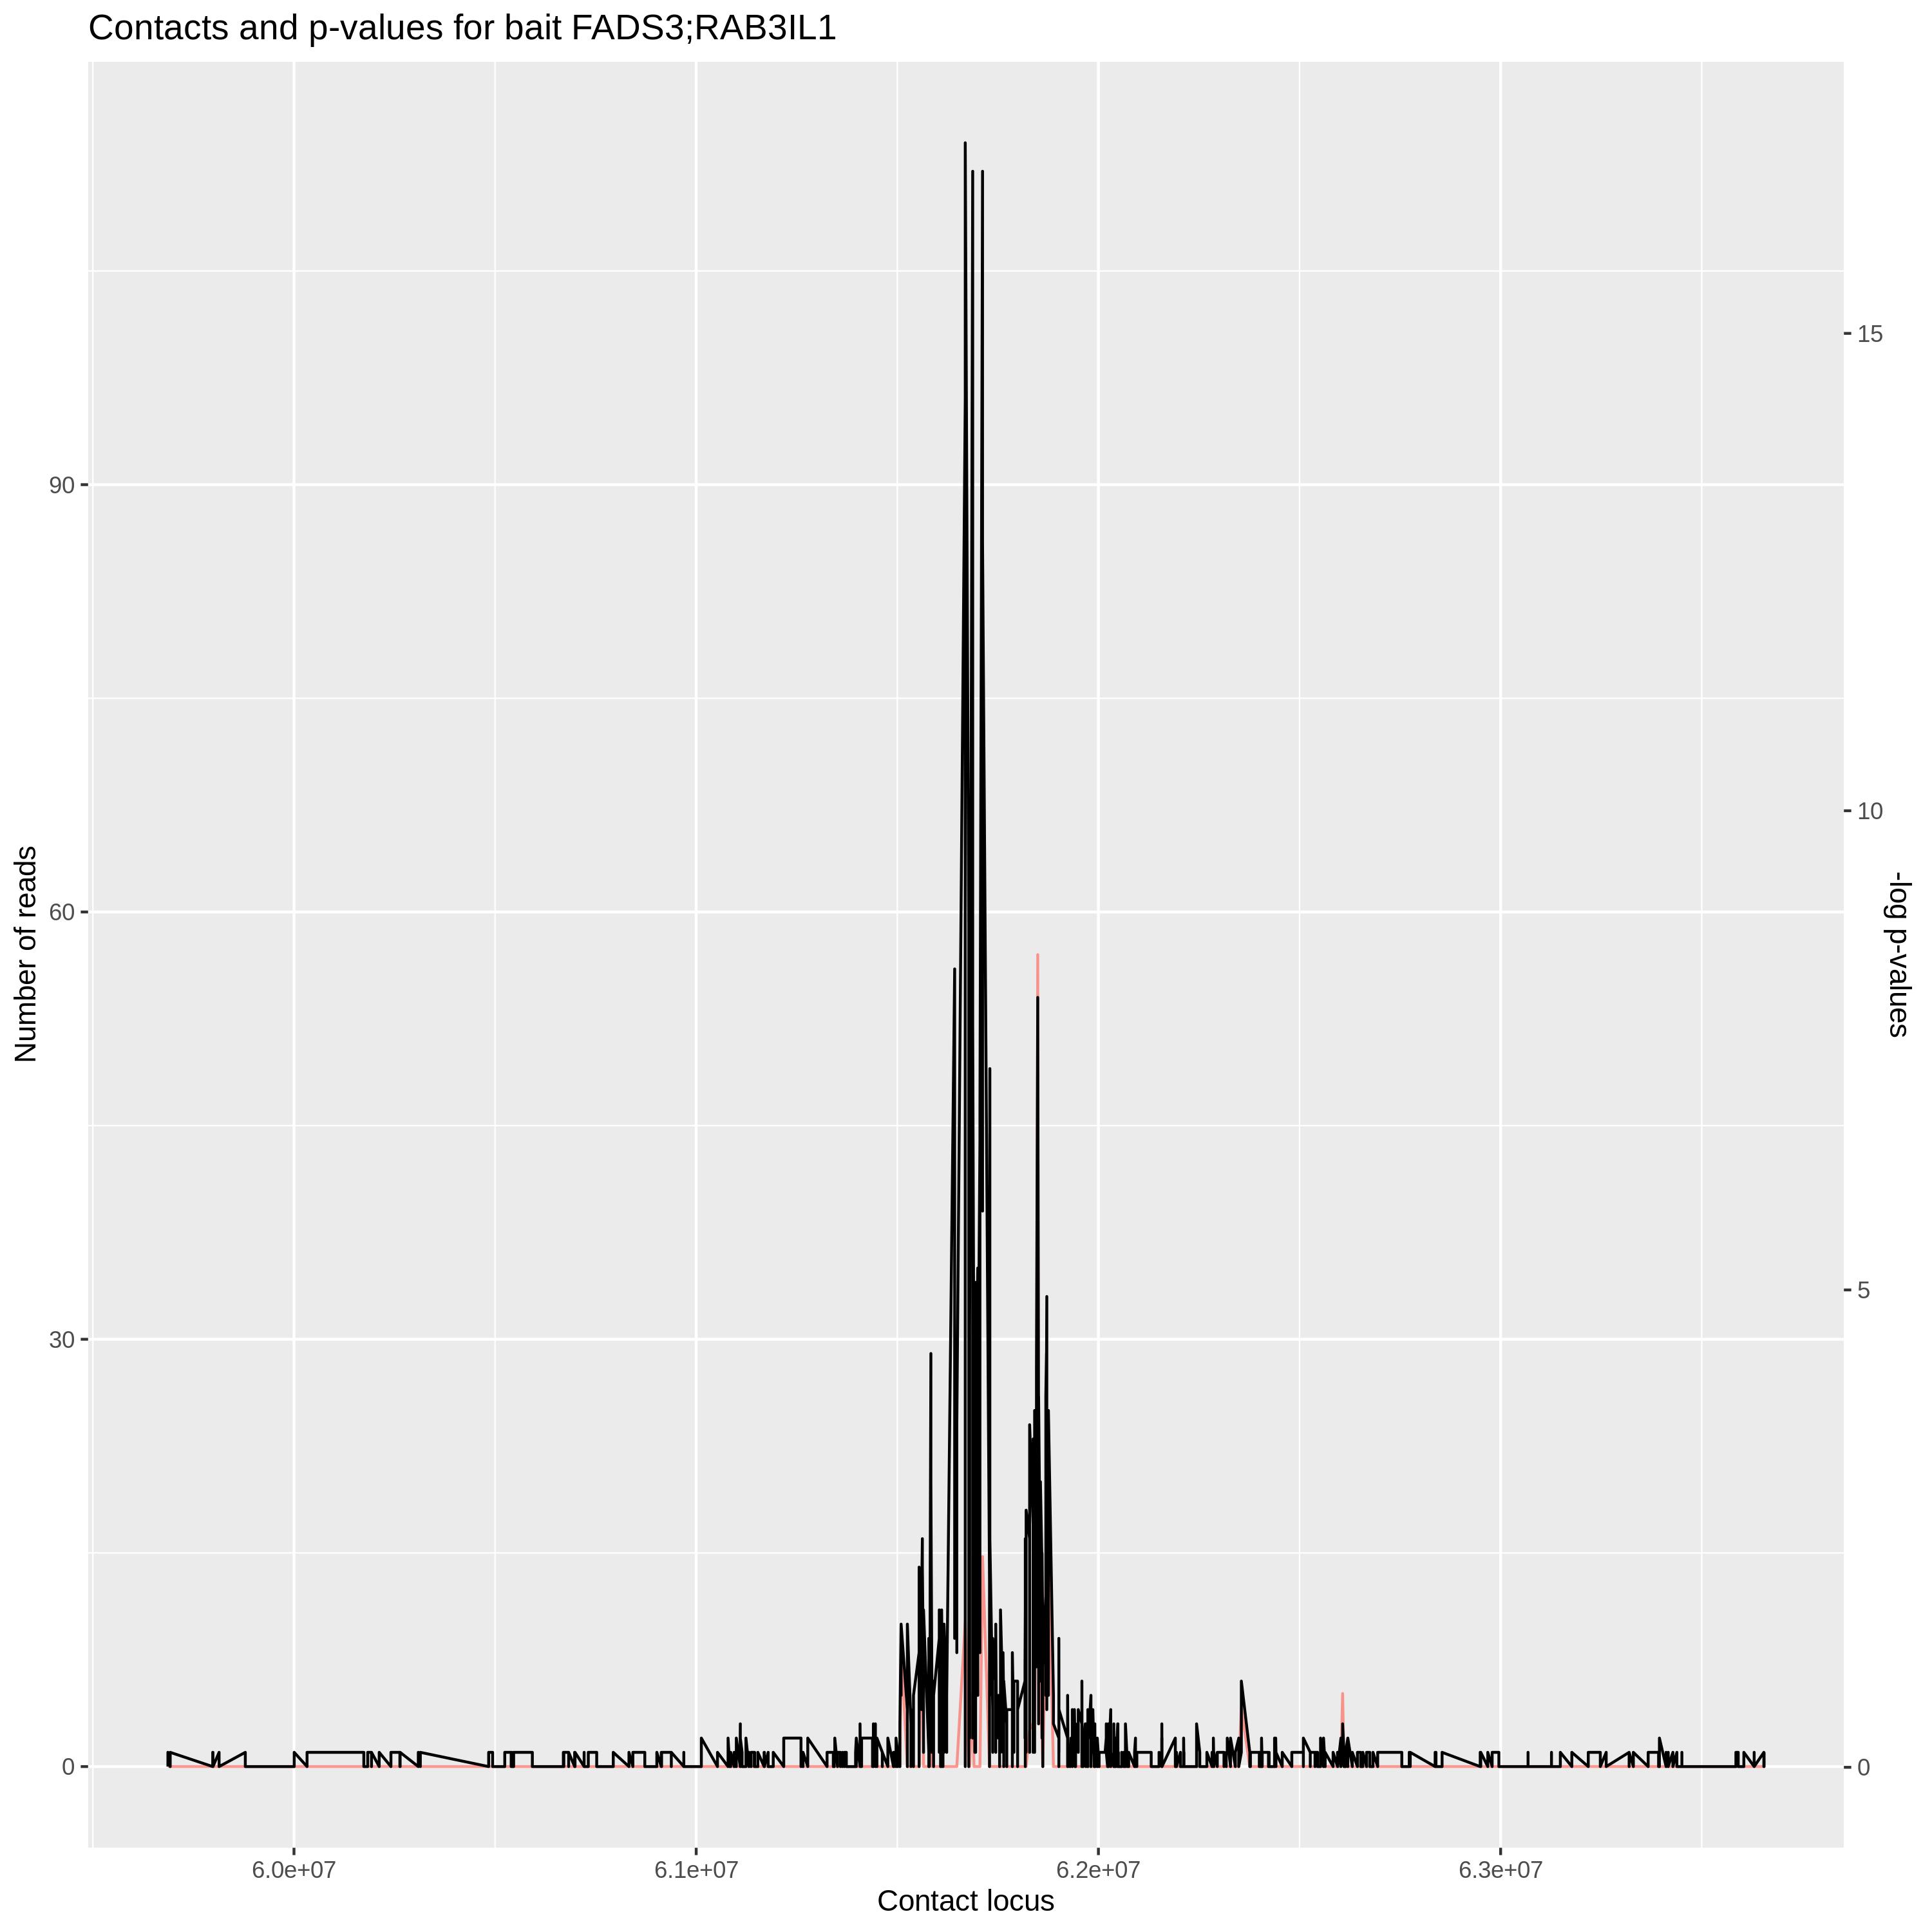 Contacts and p-values for bait FADS3;RAB3IL1
90
60
30
0
Number of reads
15
10
5
0
-log p-values
6.0e+07
6.1e+07
6.2e+07
6.3e+07
Contact locus